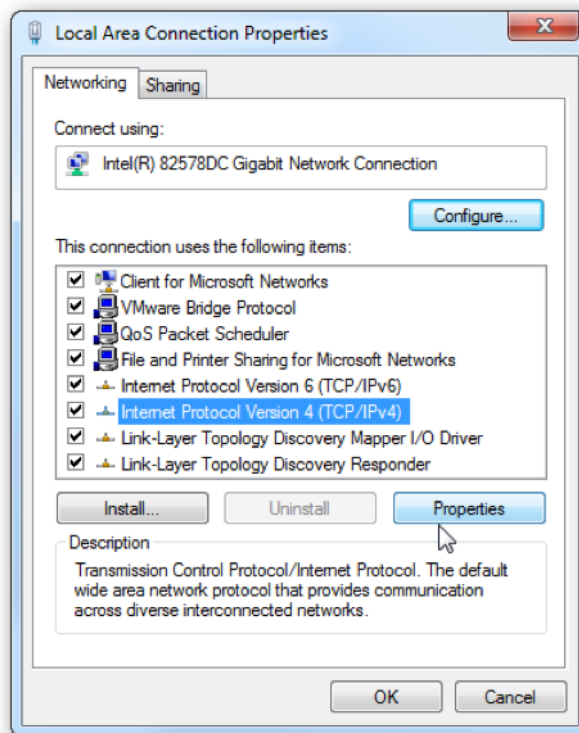 Local Area Connection Properties
Networking
Sharing
Connect using:
Intel(R) 82578DC Gigabit Network Connection
Configure...
This connection uses the following items:
Client for Microsoft Networks
VMware Bridge Protocol
QoS Packet Scheduler
File and Printer Sharing for Microsoft Networks
Internet Protocol Version 6 (TCP/IPv6)
Internet Protocol Version 4 (TCP/IPv4)
Link-Layer Topology Discovery Mapper I/O Driver
Link-Layer Topology Discovery Responder
Install... Uninstall Properties
Description
Transmission Control Protocol/Internet Protocol. The default
wide area network protocol that provides communication
across diverse interconnected networks.
OK Cancel